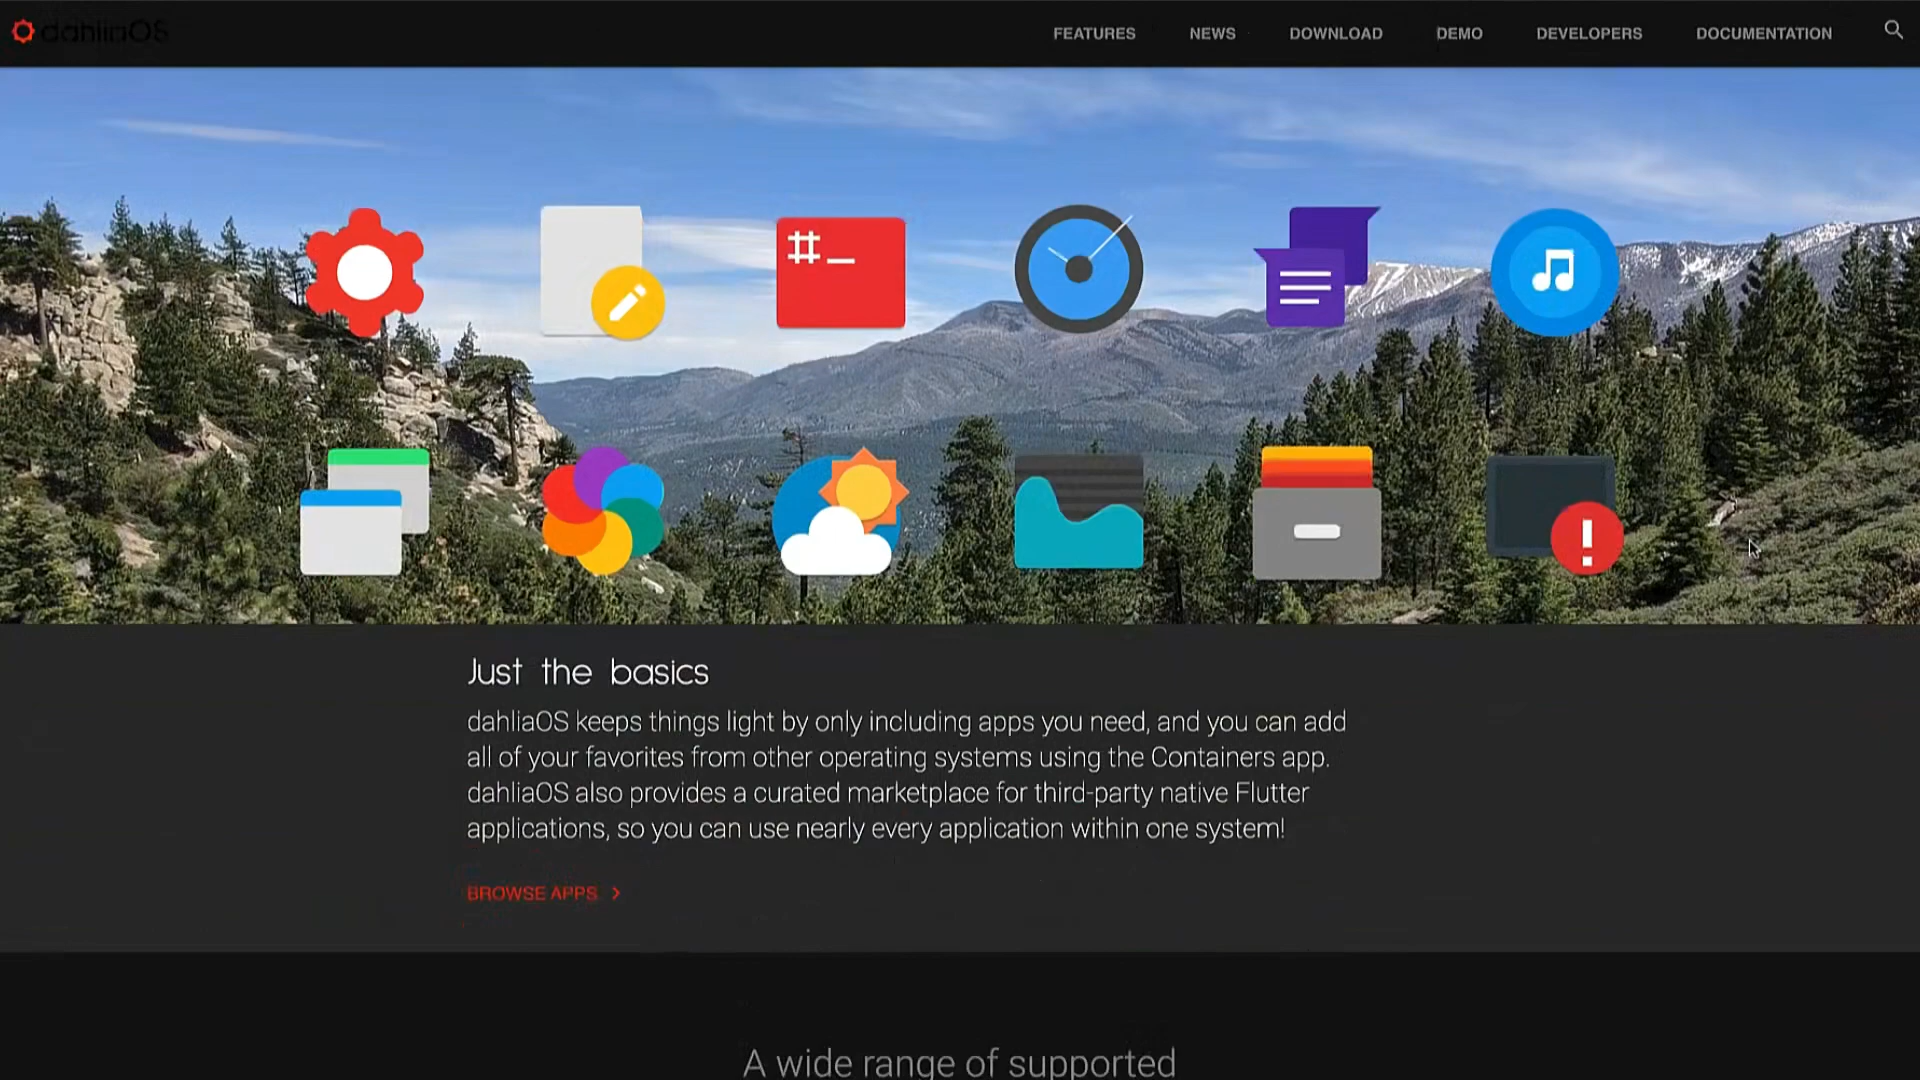 dahliaOS
FEATURES NEWS DOWNLOAD DEMO DEVELOPERS DOCUMENTATION
#_
Just the basics
dahliaOS keeps things light by only including apps you need, and you can add
all of your favorites from other operating systems using the Containers app.
dahliaOS also provides a curated marketplace for third-party native Flutter
applications, so you can use nearly every application within one system!
BROWSE APPS >
A wide range of supported